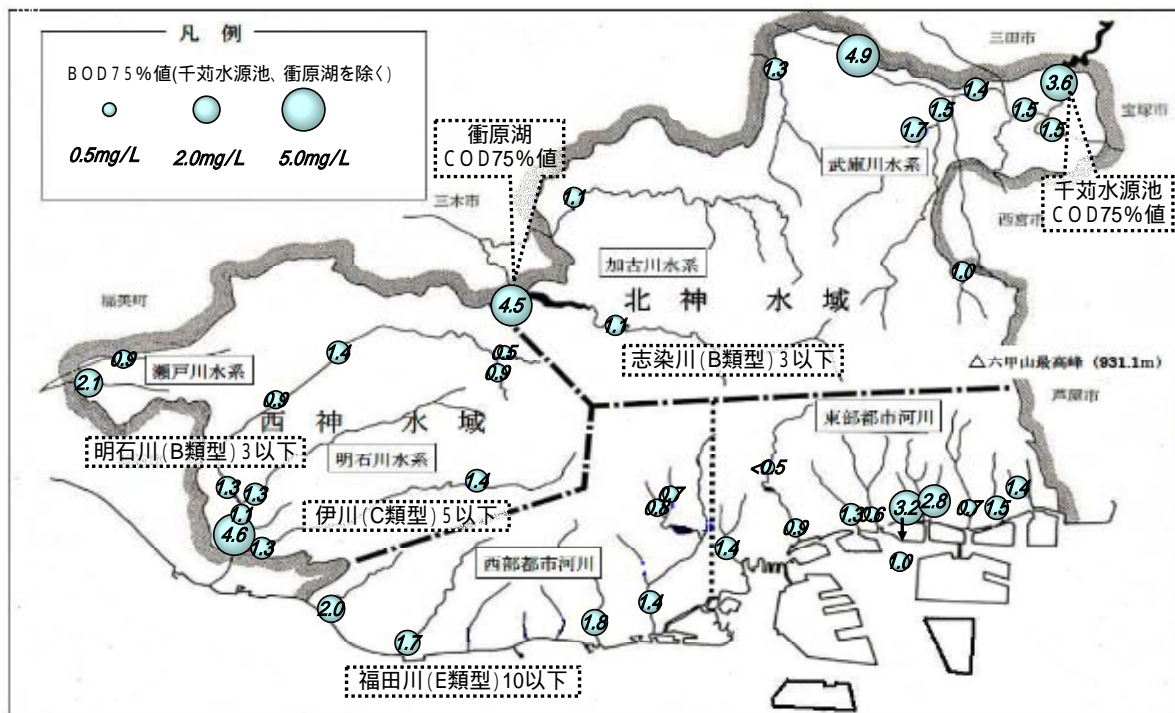 凡 例
BOD75%値(千苅水源池、衝原湖を除く)
0.5mg/L 2.0mg/L 5.0mg/L
三田市
4.9
1.3
1.4
3.6
1.5
1.5
宝塚市
1.7
1.5
衝原湖
COD75%値
武庫川水系
千苅水源池
COD75%値
三木市
1.1
西宮市
加古川水系
1.0
稲美町
4.5
北 神 水 域
1.1
0.9
1.4
0.5
志染川(B類型)3以下
△六甲山最高峰 (931.1m)
2.1
瀬戸川水系
0.9
芦屋市
0.9
西 神 水 域
東部都市河川
明石川(B類型)3以下
明石川水系
<0.5
1.3
1.3
1.4
0.7
0.8
1.4
1.1
伊川(C類型)5以下
1.3
0.6
3.2
2.8
0.7
1.5
4.6
1.3
0.9
1.4
1.0
西部都市河川
2.0
1.4
1.8
1.7
福田川(E類型)10以下